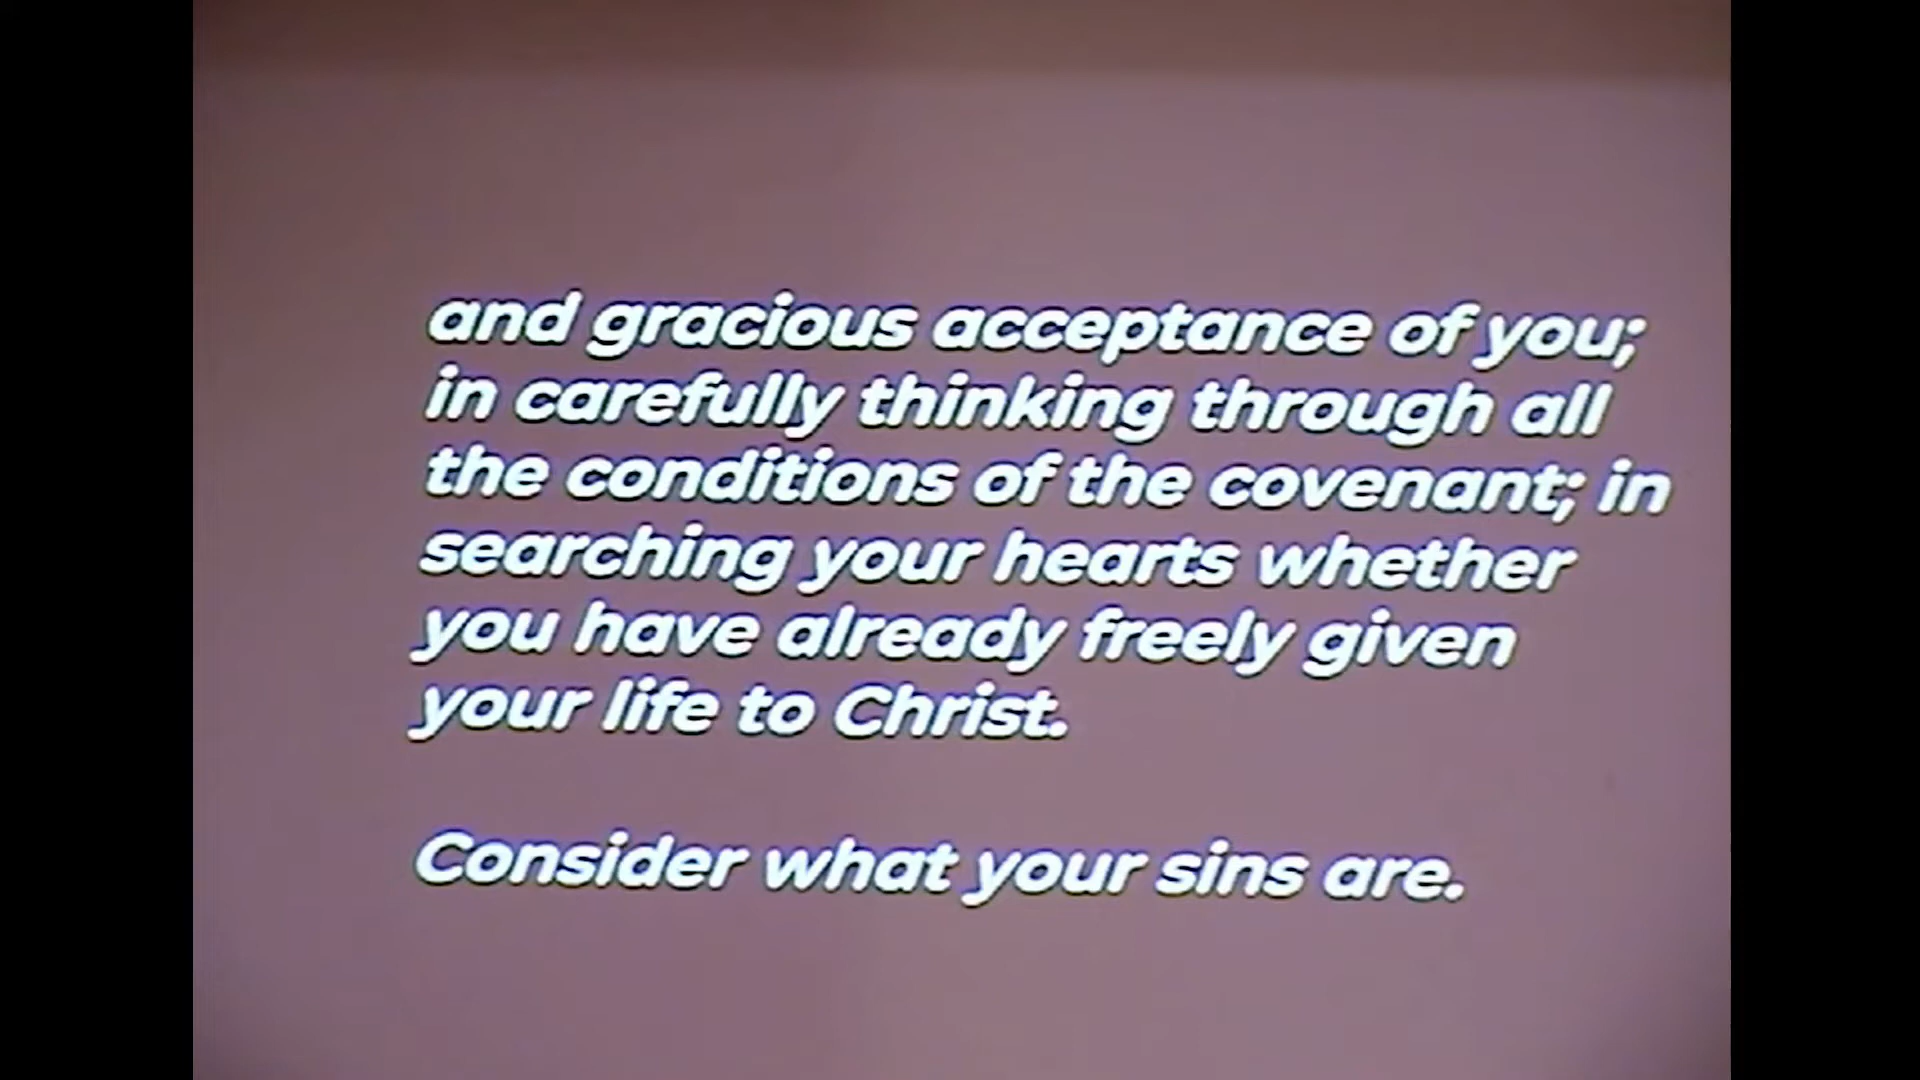 and gracious acceptance of you;
in carefully thinking through all
the conditions of the covenant; in
searching your hearts whether
you have already freely given
your life to Christ.
Consider what your sins are.